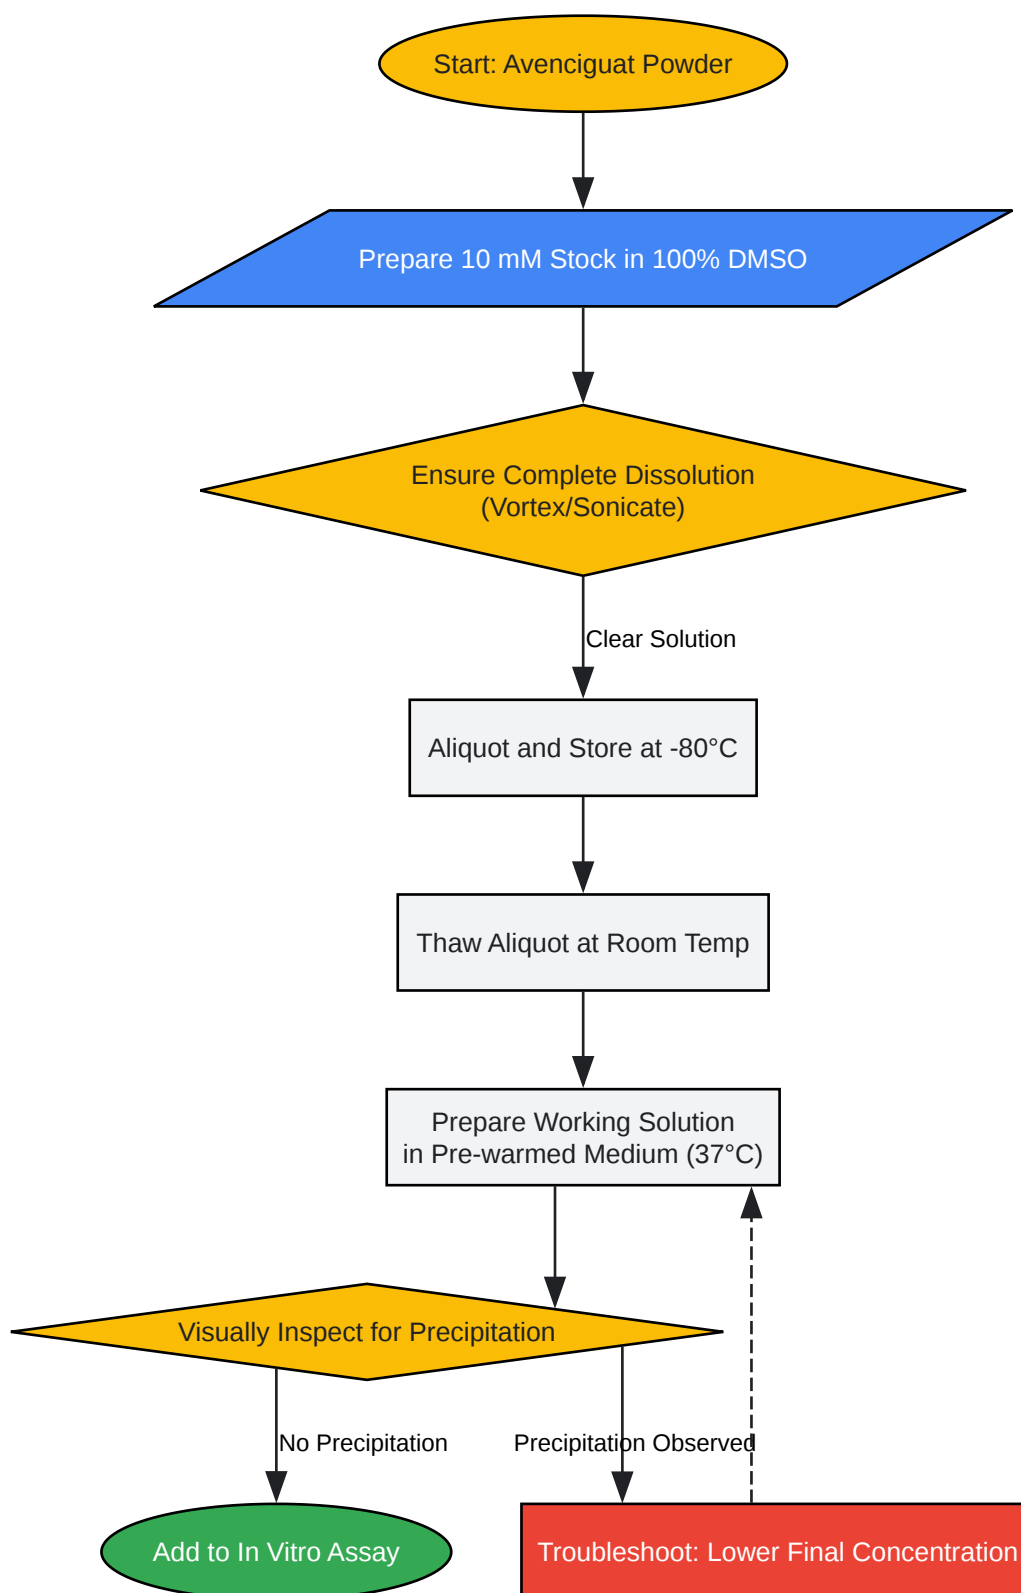 Start: Avenciguat Powder
Prepare 10 mM Stock in 100% DMSO
Ensure Complete Dissolution
(Vortex/Sonicate)
Clear Solution
Aliquot and Store at -80°C
Thaw Aliquot at Room Temp
Prepare Working Solution
in Pre-warmed Medium (37°C)
Visually Inspect for Precipitation
No Precipitation
Precipitation Observed
Add to In Vitro Assay
Troubleshoot: Lower Final Concentration